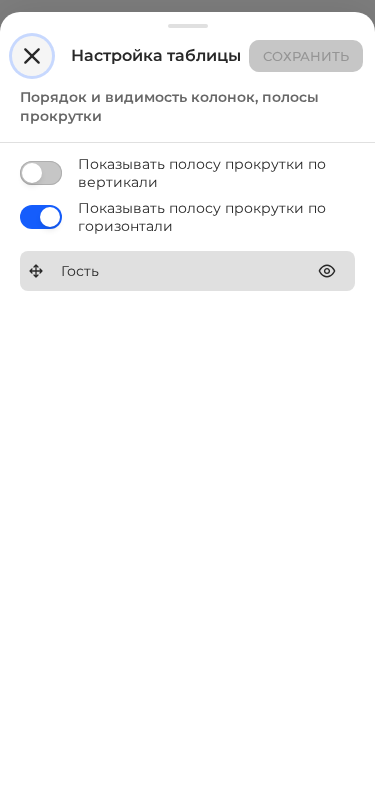 Настройка таблицы
СОХРАНИТЬ
Порядок и видимость колонок, полосы
прокрутки
Показывать полосу прокрутки по
вертикали
Показывать полосу прокрутки по
горизонтали
Гость